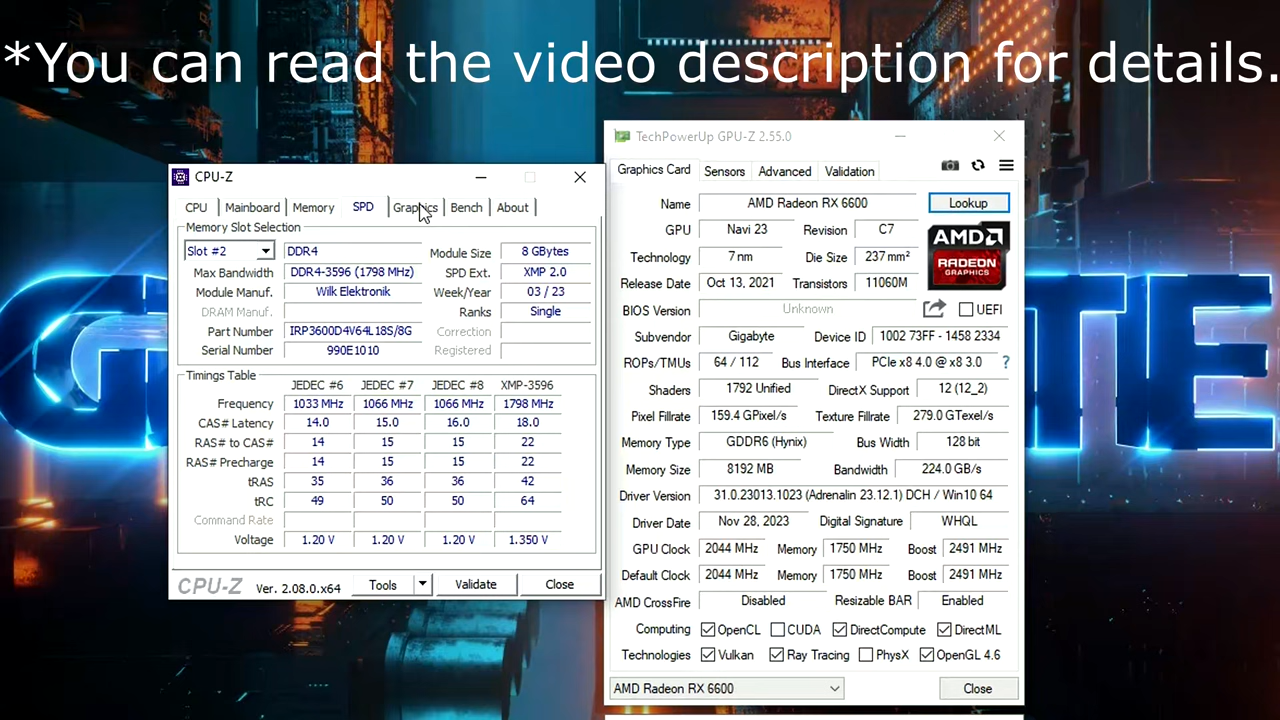 *You can read the video description for details.
CPU-Z
CPU Mainboard Memory SPD Graphics Bench About
Memory Slot Selection
Slot #2 DDR4 Module Size 8 GBytes
Max Bandwidth DDR4-3596 (1798 MHz) SPD Ext. XMP 2.0
Module Manuf. Wilk Elektronik Week/Year 03 / 23
DRAM Manuf. Ranks Single
Part Number IRP3600D4V64L18S/8G Correction
Serial Number 990E1010 Registered
Timings Table
JEDEC #6 JEDEC #7 JEDEC #8 XMP-3596
Frequency 1033 MHz 1066 MHz 1066 MHz 1798 MHz
CAS# Latency 14.0 15.0 16.0 18.0
RAS# to CAS# 14 15 15 22
RAS# Precharge 14 15 15 22
tRAS 35 36 36 42
tRC 49 50 50 64
Command Rate
Voltage 1.20 V 1.20 V 1.20 V 1.350 V
CPU-Z Ver. 2.08.0.x64 Tools Validate Close
TechPowerUp GPU-Z 2.55.0
Graphics Card Sensors Advanced Validation
Name AMD Radeon RX 6600 Lookup
GPU Navi 23 Revision C7
AMD
RADEON
GRAPHICS
Technology 7 nm Die Size 237 mm²
Release Date Oct 13, 2021 Transistors 11060M
BIOS Version Unknown UEFI
Subvendor Gigabyte Device ID 1002 73FF - 1458 2334
ROPs/TMUs 64 / 112 Bus Interface PCIe x8 4.0 @ x8 3.0 ?
Shaders 1792 Unified DirectX Support 12 (12_2)
Pixel Fillrate 159.4 GPixel/s Texture Fillrate 279.0 GTexel/s
Memory Type GDDR6 (Hynix) Bus Width 128 bit
Memory Size 8192 MB Bandwidth 224.0 GB/s
Driver Version 31.0.23013.1023 (Adrenalin 23.12.1) DCH / Win10 64
Driver Date Nov 28, 2023 Digital Signature WHQL
GPU Clock 2044 MHz Memory 1750 MHz Boost 2491 MHz
Default Clock 2044 MHz Memory 1750 MHz Boost 2491 MHz
AMD CrossFire Disabled Resizable BAR Enabled
Computing OpenCL CUDA DirectCompute DirectML
Technologies Vulkan Ray Tracing PhysX OpenGL 4.6
AMD Radeon RX 6600 Close